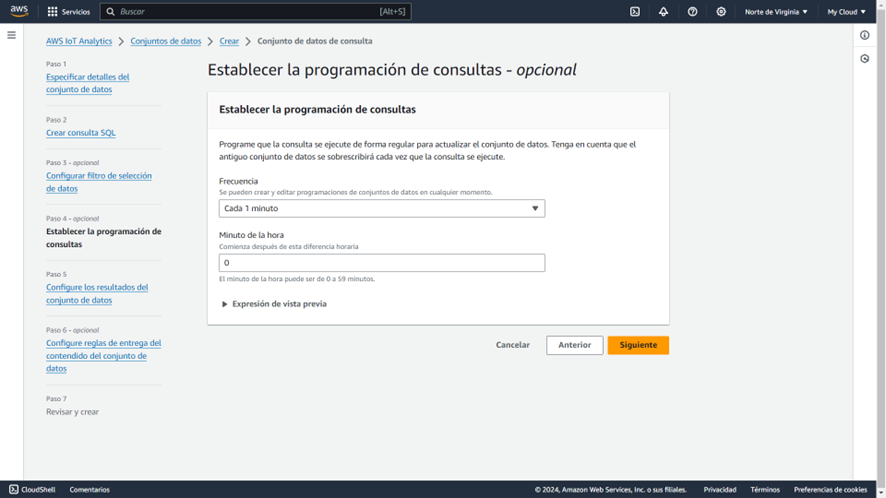 aws
Servicios
Buscar
[Alt+S]
Norte de Virginia
My Cloud
AWS IoT Analytics
Conjuntos de datos
Crear
Conjunto de datos de consulta
Paso 1
Especificar detalles del
conjunto de datos
Paso 2
Crear consulta SQL
Paso 3 - opcional
Configurar filtro de selección
de datos
Paso 4 - opcional
Establecer la programación de
consultas
Paso 5
Configure los resultados del
conjunto de datos
Paso 6 - opcional
Configure reglas de entrega del
contendido del conjunto de
datos
Paso 7
Revisar y crear
Establecer la programación de consultas - opcional
Establecer la programación de consultas
Programe que la consulta se ejecute de forma regular para actualizar el conjunto de datos. Tenga en cuenta que el
antiguo conjunto de datos se sobrescribirá cada vez que la consulta se ejecute.
Frecuencia
Se pueden crear y editar programaciones de conjuntos de datos en cualquier momento.
Cada 1 minuto
Minuto de la hora
Comienza después de esta diferencia horaria
0
El minuto de la hora puede ser de 0 a 59 minutos.
Expresión de vista previa
Cancelar
Anterior
Siguiente
CloudShell
Comentarios
© 2024, Amazon Web Services, Inc. o sus filiales.
Privacidad
Términos
Preferencias de cookies